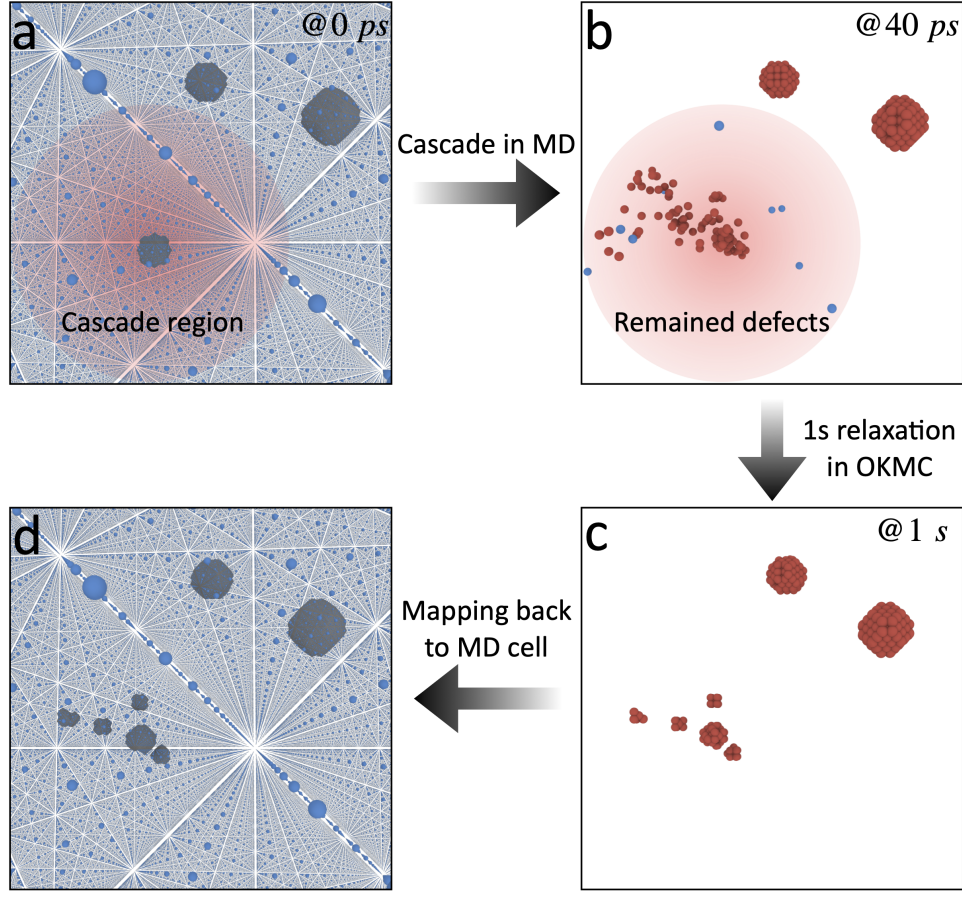 a
@0 ps
Cascade in MD
b
@40 ps
Cascade region
Remained defects
1s relaxation
in OKMC
d
Mapping back
to MD cell
c
@1 s